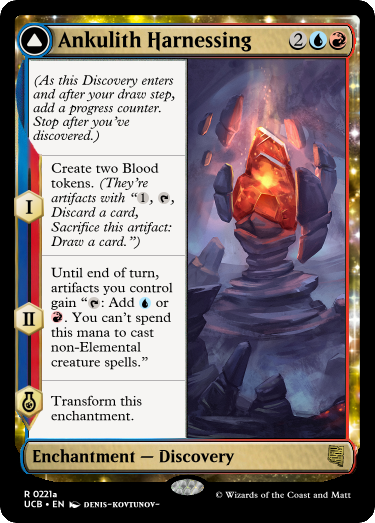 Ankulith Harnessing 2
(As this Discovery enters
and after your draw step,
add a progress counter.
Stop after you've
discovered.)
I
Create two Blood
tokens. (They're
artifacts with “1, ,
Discard a card,
Sacrifice this artifact:
Draw a card.”)
II
Until end of turn,
artifacts you control
gain “ : Add or
. You can't spend
this mana to cast
non-Elemental
creature spells.”
Transform this
enchantment.
Enchantment — Discovery
R 0221a
UCB • EN DENIS-KOVTUNOV-
© Wizards of the Coast and Matt